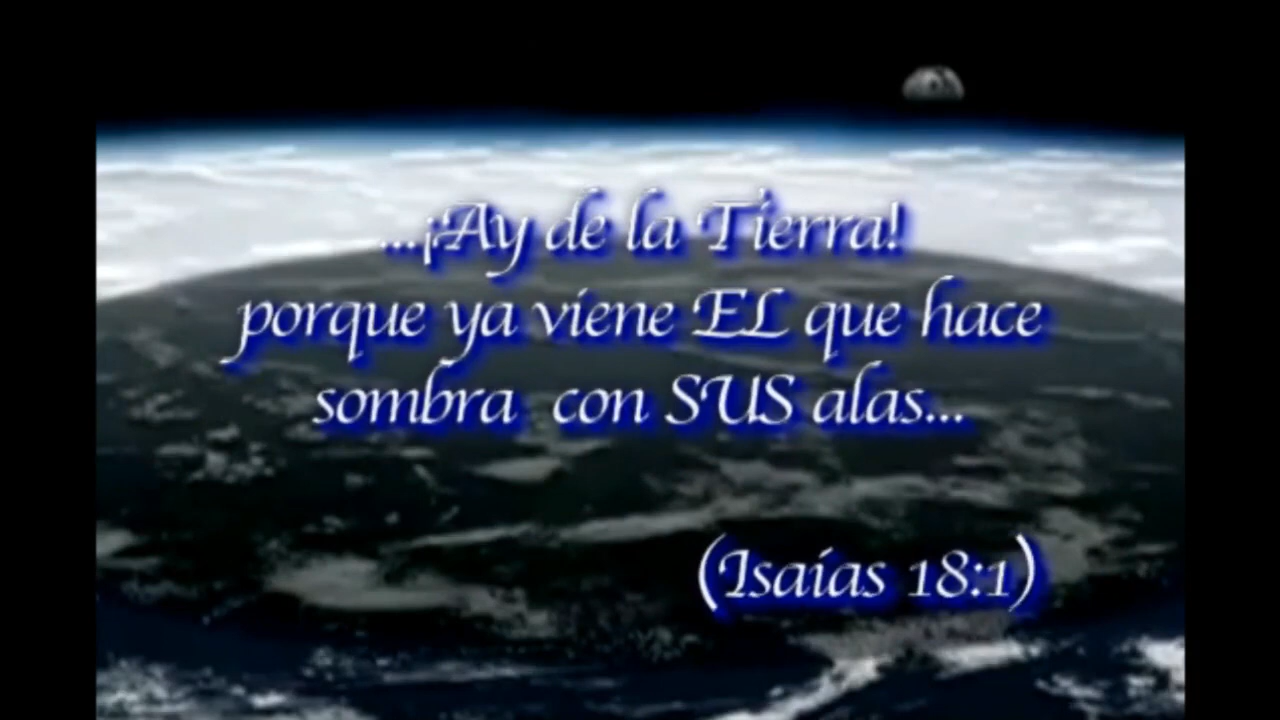 ...¡Ay de la Tierra!
porque ya viene EL que hace
sombra con SUS alas...
(Isaías 18:1)